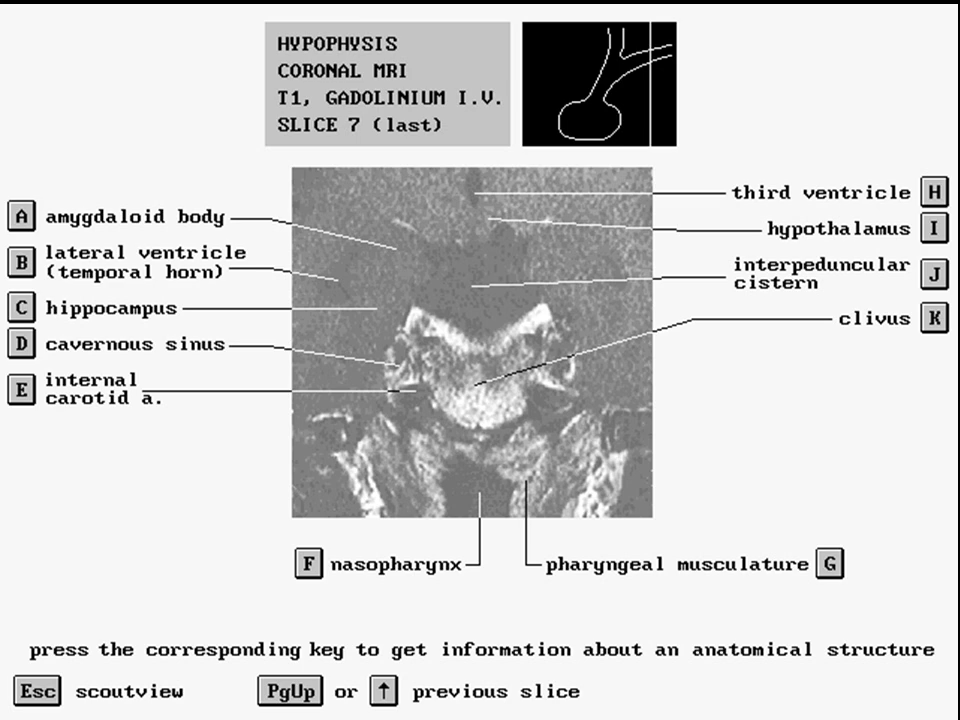 HYPOPHYSIS
CORONAL MRI
T1, GADOLINIUM I.V.
SLICE 7 (last)
A amygdaloid body
B lateral ventricle
(temporal horn)
C hippocampus
D cavernous sinus
E internal
carotid a.
third ventricle H
hypothalamus I
interpeduncular J
cistern
clivus K
F nasopharynx
pharyngeal musculature G
press the corresponding key to get information about an anatomical structure
Esc scoutview PgUp or ↑ previous slice